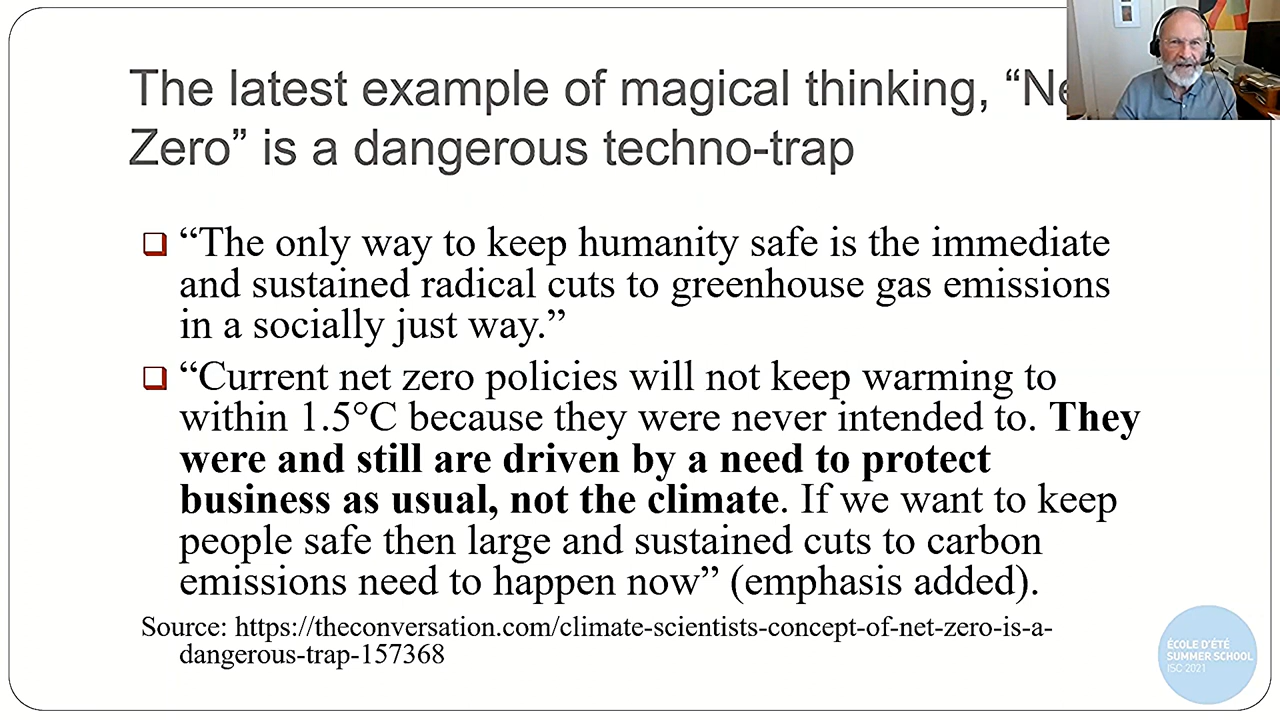 The latest example of magical thinking, “Ne
Zero” is a dangerous techno-trap
“The only way to keep humanity safe is the immediate
and sustained radical cuts to greenhouse gas emissions
in a socially just way.”
“Current net zero policies will not keep warming to
within 1.5°C because they were never intended to. They
were and still are driven by a need to protect
business as usual, not the climate. If we want to keep
people safe then large and sustained cuts to carbon
emissions need to happen now” (emphasis added).
Source: https://theconversation.com/climate-scientists-concept-of-net-zero-is-a-
dangerous-trap-157368
ÉCOLE D'ÉTÉ
SUMMER SCHOOL
ISC 2021